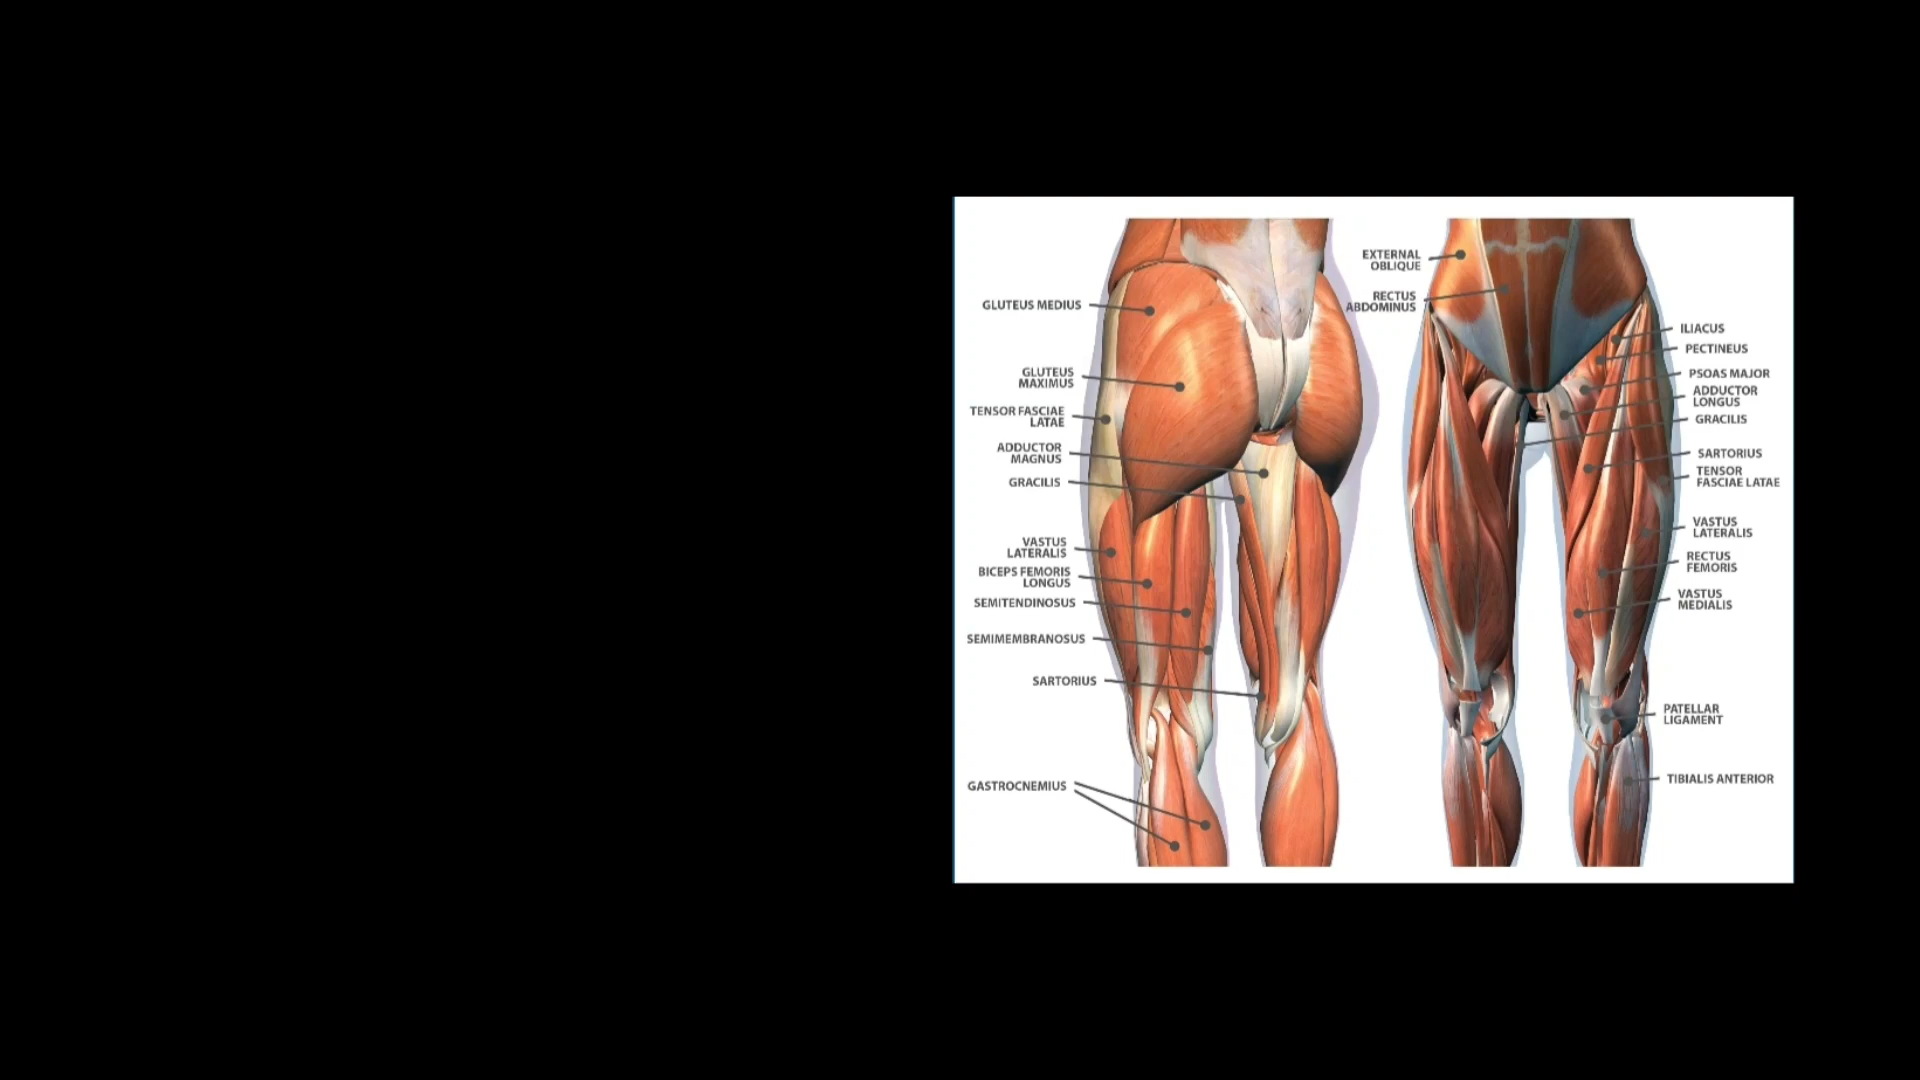 GLUTEUS MEDIUS
GLUTEUS
MAXIMUS
TENSOR FASCIAE
LATAE
ADDUCTOR
MAGNUS
GRACILIS
VASTUS
LATERALIS
BICEPS FEMORIS
LONGUS
SEMITENDINOSUS
SEMIMEMBRANOSUS
SARTORIUS
GASTROCNEMIUS
EXTERNAL
OBLIQUE
RECTUS
ABDOMINUS
ILIACUS
PECTINEUS
PSOAS MAJOR
ADDUCTOR
LONGUS
GRACILIS
SARTORIUS
TENSOR
FASCIAE LATAE
VASTUS
LATERALIS
RECTUS
FEMORIS
VASTUS
MEDIALIS
PATELLAR
LIGAMENT
TIBIALIS ANTERIOR